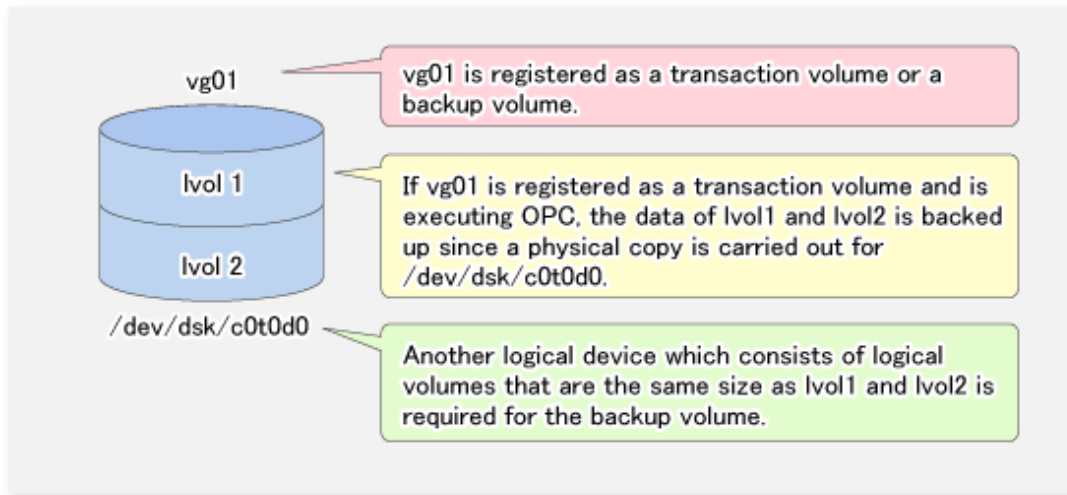 vg01
vg01 is registered as a transaction volume or a
backup volume.
lvol 1
If vg01 is registered as a transaction volume and is
executing OPC, the data of lvol1 and lvol2 is backed
up since a physical copy is carried out for
/dev/dsk/c0t0d0.
lvol 2
/dev/dsk/c0t0d0
Another logical device which consists of logical
volumes that are the same size as lvol1 and lvol2 is
required for the backup volume.